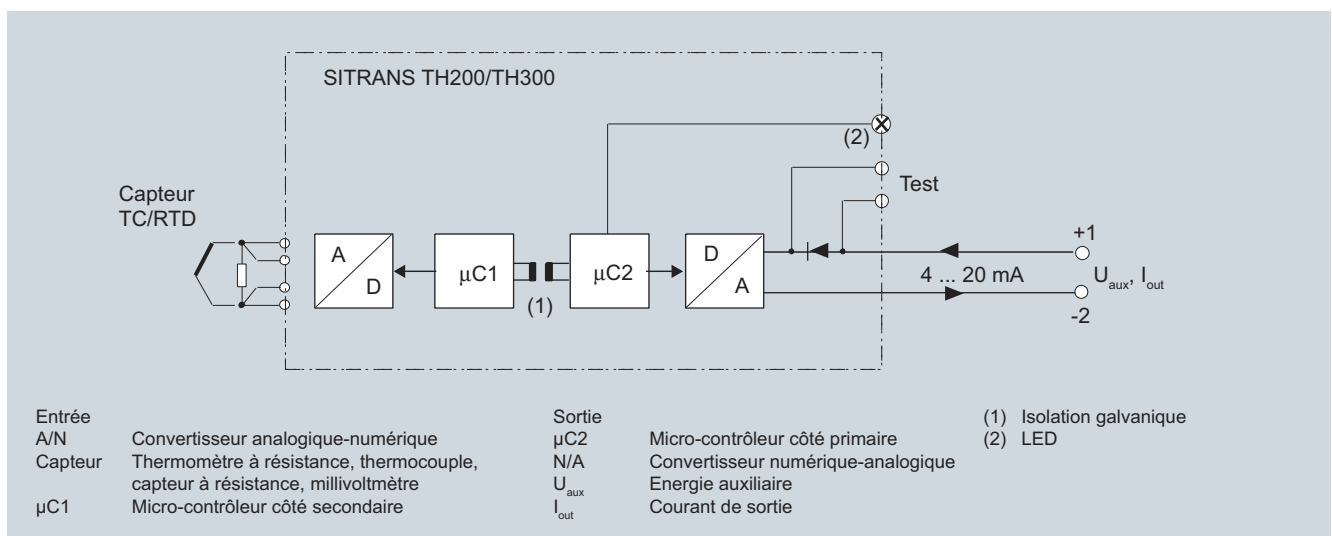 SITRANS TH200/TH300
(2)
Test
Capteur
TC/RTD
A
D
µC1
(1)
µC2
D
A
4 ... 20 mA
+1
Uaux, Iout
-2
Entrée
A/N Convertisseur analogique-numérique
Capteur Thermomètre à résistance, thermocouple,
capteur à résistance, millivoltmètre
µC1 Micro-contrôleur côté secondaire
Sortie
µC2 Micro-contrôleur côté primaire
N/A Convertisseur numérique-analogique
Uaux Energie auxiliaire
Iout Courant de sortie
(1) Isolation galvanique
(2) LED